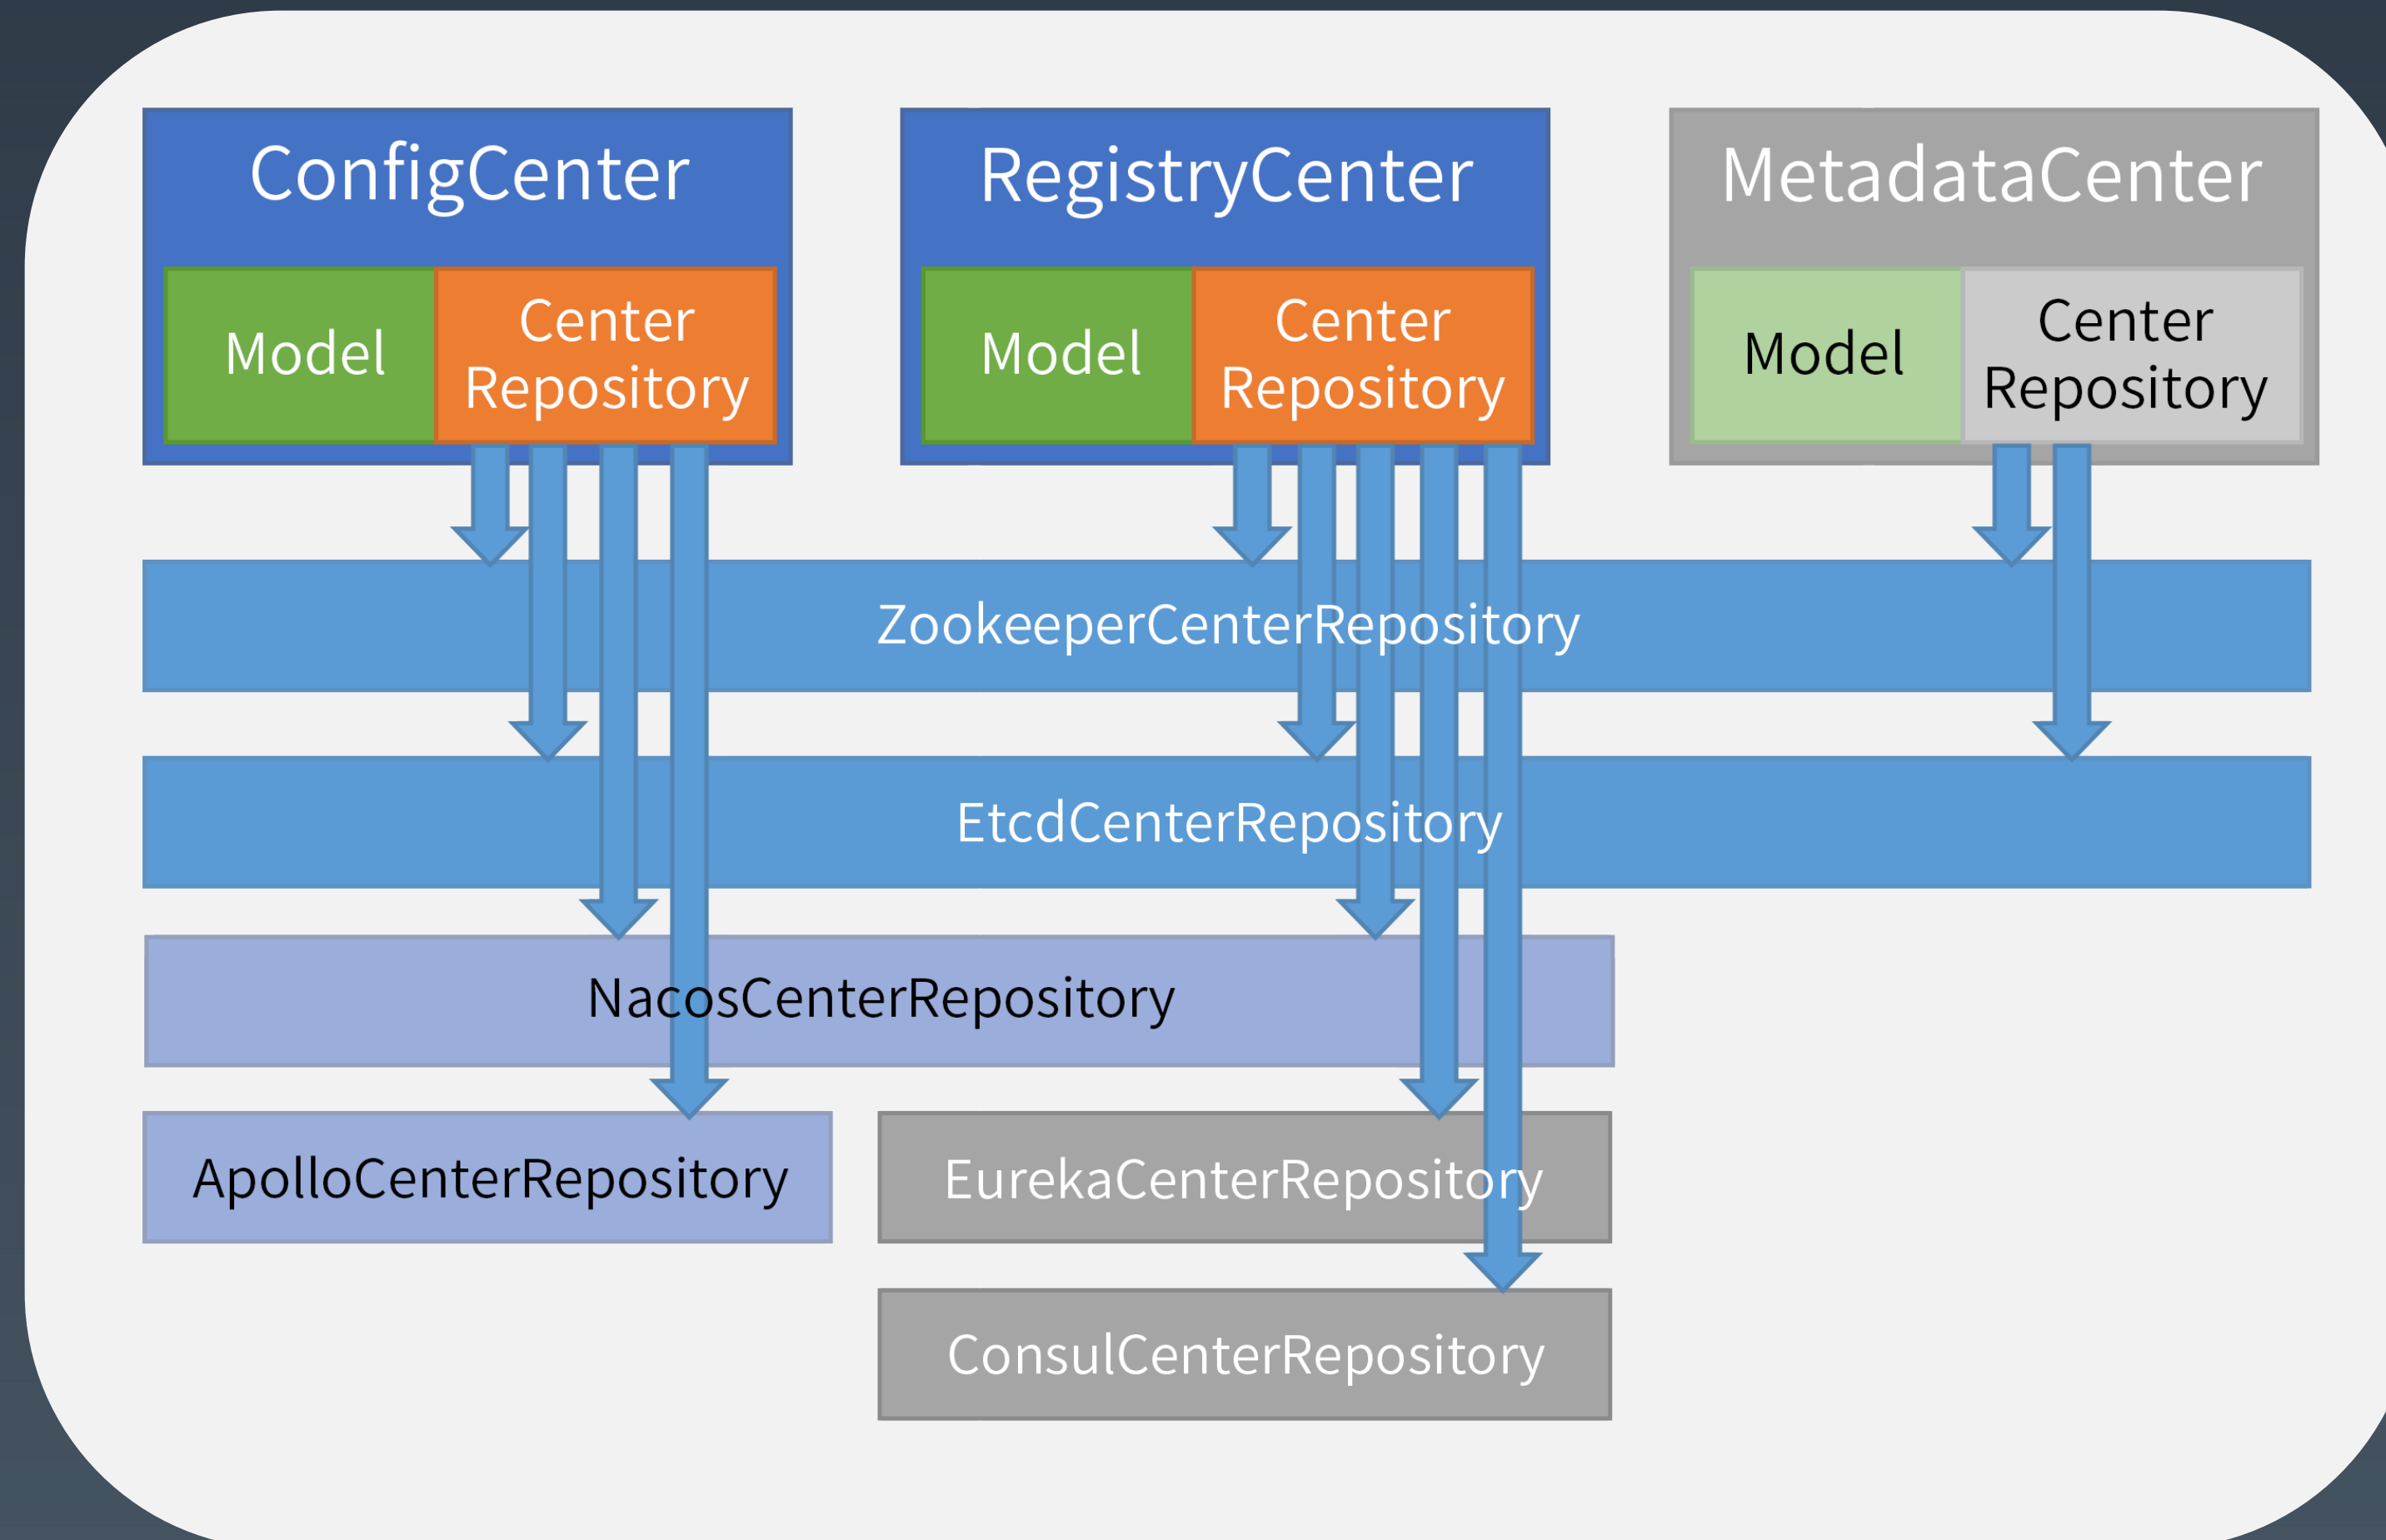 ConfigCenter
Model
Center
Repository
RegistryCenter
Model
Center
Repository
MetadataCenter
Model
Center
Repository
ZookeeperCenterRepository
EtcdCenterRepository
NacosCenterRepository
ApolloCenterRepository
EurekaCenterRepository
ConsulCenterRepository